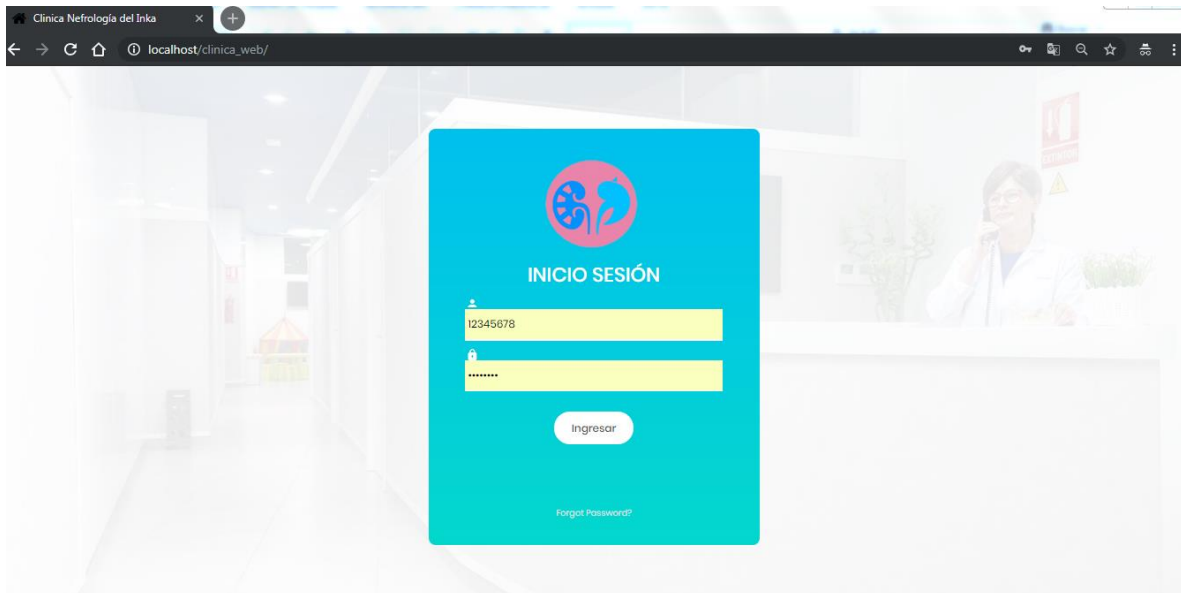 Clinica Nefrología del Inka
localhost/clinica_web/
INICIO SESIÓN
12345678
••••••••
Ingresar
Forgot Password?